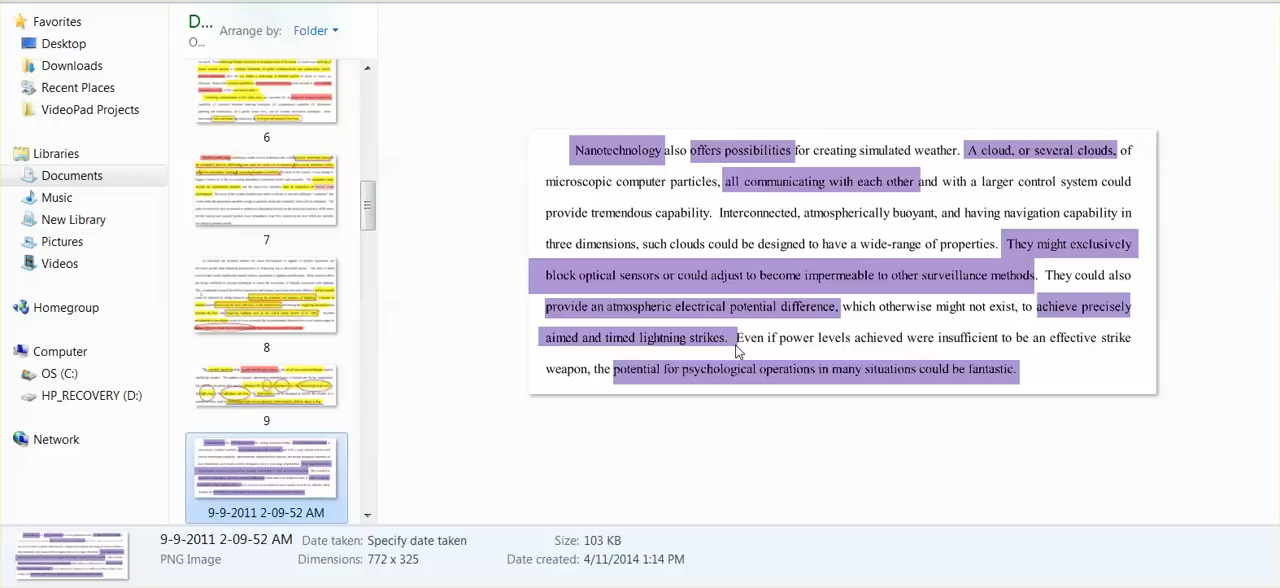 Favorites
Desktop
Downloads
Recent Places
VideoPad Projects
Libraries
Documents
Music
New Library
Pictures
Videos
Homegroup
Computer
OS (C:)
HP_RECOVERY (D:)
Network
D...
O...
Arrange by: Folder
6
7
8
9
9-9-2011 2-09-52 AM
Nanotechnology also offers possibilities for creating simulated weather. A cloud, or several clouds, of
microscopic computer particles, all communicating with each other and with a larger control system could
provide tremendous capability. Interconnected, atmospherically buoyant, and having navigation capability in
three dimensions, such clouds could be designed to have a wide-range of properties. They might exclusively
block optical sensors or could adjust to become impermeable to other surveillance methods. They could also
provide an atmospheric electrical potential difference, which otherwise might not exist, to achieve precisely
aimed and timed lightning strikes. Even if power levels achieved were insufficient to be an effective strike
weapon, the potential for psychological operations in many situations could be fantastic.
9-9-2011 2-09-52 AM Date taken: Specify date taken Size: 103 KB
PNG Image Dimensions: 772 x 325 Date created: 4/11/2014 1:14 PM